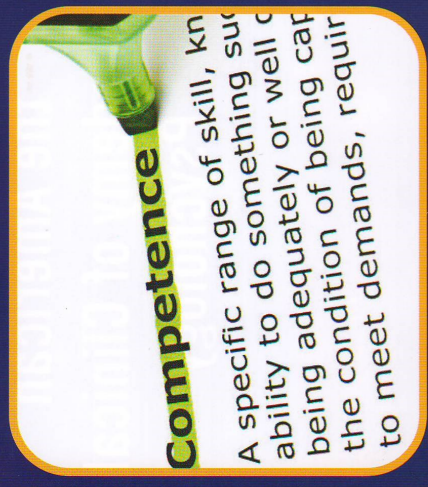 Competence
A specific range of skill, kn
ability to do something suc
being adequately or well c
the condition of being cap
to meet demands, requir